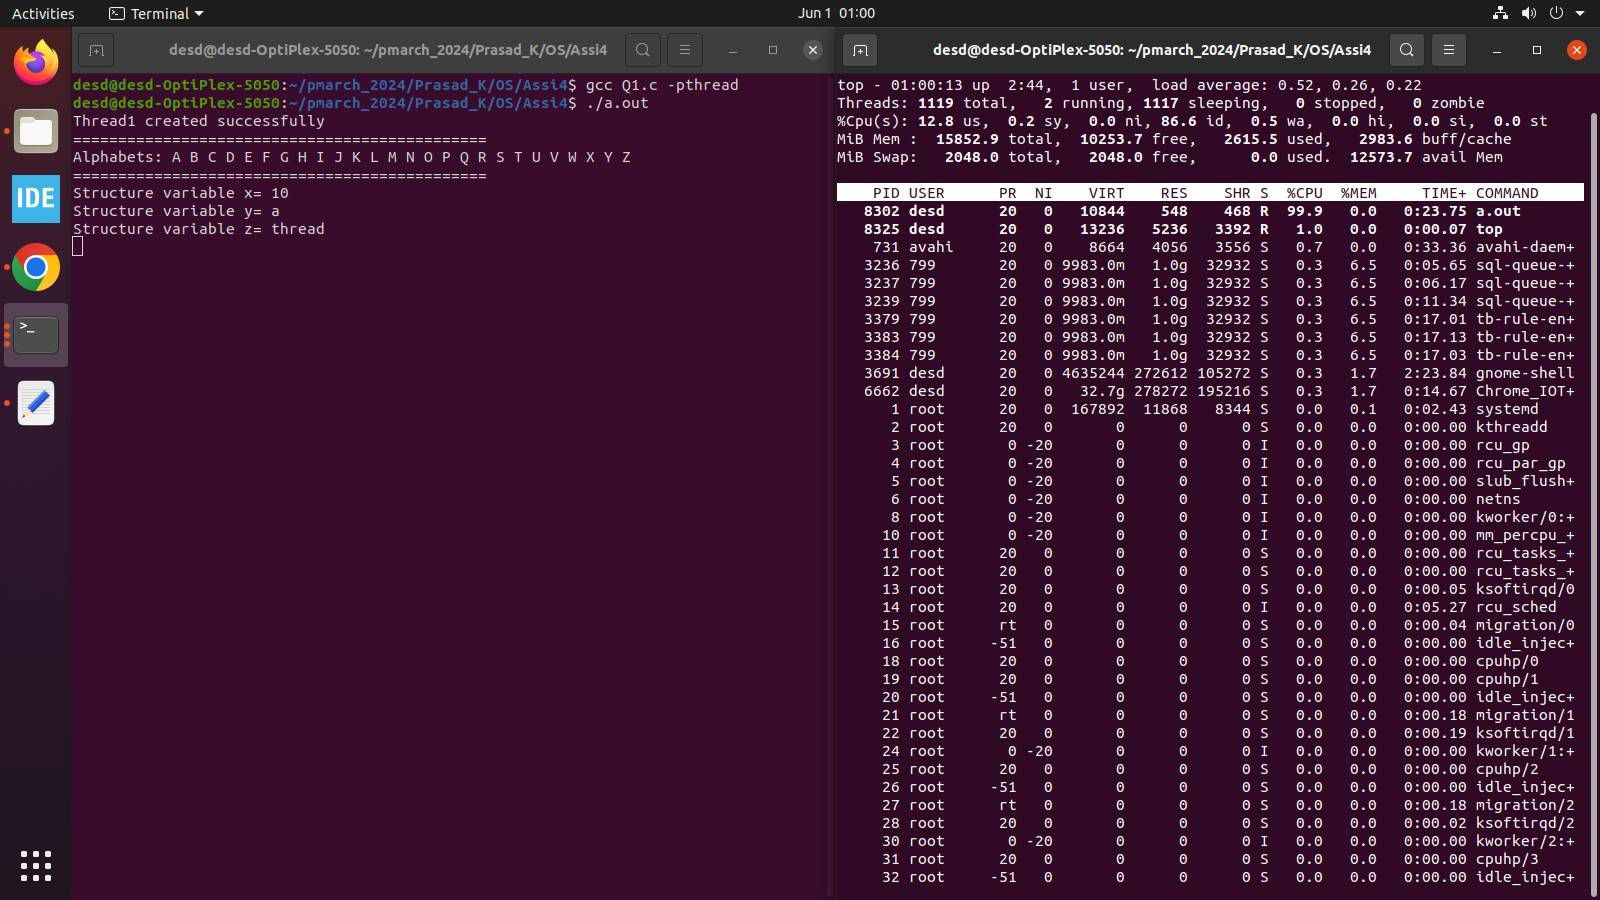 Activities Terminal Jun 1 01:00
desd@desd-OptiPlex-5050: ~/pmarch_2024/Prasad_K/OS/Assi4
desd@desd-OptiPlex-5050:~/pmarch_2024/Prasad_K/OS/Assi4$ gcc Q1.c -pthread
desd@desd-OptiPlex-5050:~/pmarch_2024/Prasad_K/OS/Assi4$ ./a.out
Thread1 created successfully
==============================================
Alphabets: A B C D E F G H I J K L M N O P Q R S T U V W X Y Z
==============================================
Structure variable x= 10
Structure variable y= a
Structure variable z= thread
IDE
>_
desd@desd-OptiPlex-5050: ~/pmarch_2024/Prasad_K/OS/Assi4
top - 01:00:13 up  2:44,  1 user,  load average: 0.52, 0.26, 0.22
Threads: 1119 total,   2 running, 1117 sleeping,   0 stopped,   0 zombie
%Cpu(s): 12.8 us,  0.2 sy,  0.0 ni, 86.6 id,  0.5 wa,  0.0 hi,  0.0 si,  0.0 st
MiB Mem :  15852.9 total,  10253.7 free,   2615.5 used,   2983.6 buff/cache
MiB Swap:   2048.0 total,   2048.0 free,      0.0 used.  12573.7 avail Mem
PID USER PR NI VIRT RES SHR S %CPU %MEM TIME+ COMMAND
8302 desd 20 0 10844 548 468 R 99.9 0.0 0:23.75 a.out
8325 desd 20 0 13236 5236 3392 R 1.0 0.0 0:00.07 top
731 avahi 20 0 8664 4056 3556 S 0.7 0.0 0:33.36 avahi-daem+
3236 799 20 0 9983.0m 1.0g 32932 S 0.3 6.5 0:05.65 sql-queue-+
3237 799 20 0 9983.0m 1.0g 32932 S 0.3 6.5 0:06.17 sql-queue-+
3239 799 20 0 9983.0m 1.0g 32932 S 0.3 6.5 0:11.34 sql-queue-+
3379 799 20 0 9983.0m 1.0g 32932 S 0.3 6.5 0:17.01 tb-rule-en+
3383 799 20 0 9983.0m 1.0g 32932 S 0.3 6.5 0:17.13 tb-rule-en+
3384 799 20 0 9983.0m 1.0g 32932 S 0.3 6.5 0:17.03 tb-rule-en+
3691 desd 20 0 4635244 272612 105272 S 0.3 1.7 2:23.84 gnome-shell
6662 desd 20 0 32.7g 278272 195216 S 0.3 1.7 0:14.67 Chrome_IOT+
1 root 20 0 167892 11868 8344 S 0.0 0.1 0:02.43 systemd
2 root 20 0 0 0 0 S 0.0 0.0 0:00.00 kthreadd
3 root 0 -20 0 0 0 I 0.0 0.0 0:00.00 rcu_gp
4 root 0 -20 0 0 0 I 0.0 0.0 0:00.00 rcu_par_gp
5 root 0 -20 0 0 0 I 0.0 0.0 0:00.00 slub_flush+
6 root 0 -20 0 0 0 I 0.0 0.0 0:00.00 netns
8 root 0 -20 0 0 0 I 0.0 0.0 0:00.00 kworker/0:+
10 root 0 -20 0 0 0 I 0.0 0.0 0:00.00 mm_percpu_+
11 root 20 0 0 0 0 S 0.0 0.0 0:00.00 rcu_tasks_+
12 root 20 0 0 0 0 S 0.0 0.0 0:00.00 rcu_tasks_+
13 root 20 0 0 0 0 S 0.0 0.0 0:00.05 ksoftirqd/0
14 root 20 0 0 0 0 I 0.0 0.0 0:05.27 rcu_sched
15 root rt 0 0 0 0 S 0.0 0.0 0:00.04 migration/0
16 root -51 0 0 0 0 S 0.0 0.0 0:00.00 idle_injec+
18 root 20 0 0 0 0 S 0.0 0.0 0:00.00 cpuhp/0
19 root 20 0 0 0 0 S 0.0 0.0 0:00.00 cpuhp/1
20 root -51 0 0 0 0 S 0.0 0.0 0:00.00 idle_injec+
21 root rt 0 0 0 0 S 0.0 0.0 0:00.18 migration/1
22 root 20 0 0 0 0 S 0.0 0.0 0:00.19 ksoftirqd/1
24 root 0 -20 0 0 0 I 0.0 0.0 0:00.00 kworker/1:+
25 root 20 0 0 0 0 S 0.0 0.0 0:00.00 cpuhp/2
26 root -51 0 0 0 0 S 0.0 0.0 0:00.00 idle_injec+
27 root rt 0 0 0 0 S 0.0 0.0 0:00.18 migration/2
28 root 20 0 0 0 0 S 0.0 0.0 0:00.02 ksoftirqd/2
30 root 0 -20 0 0 0 I 0.0 0.0 0:00.00 kworker/2:+
31 root 20 0 0 0 0 S 0.0 0.0 0:00.00 cpuhp/3
32 root -51 0 0 0 0 S 0.0 0.0 0:00.00 idle_injec+